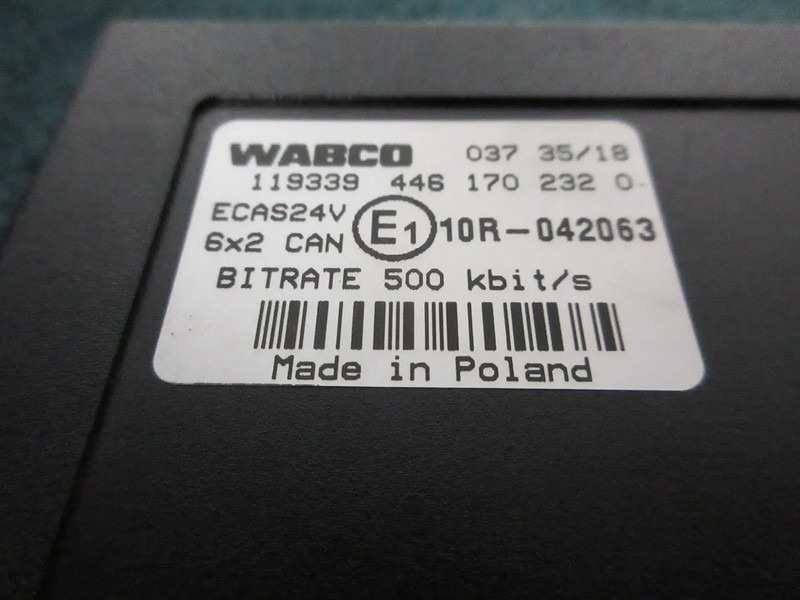 WABCO 037 35/18
119339 446 170 232 0
ECAS24V
6x2 CAN E1 10R-042063
BITRATE 500 kbit/s
Made in Poland